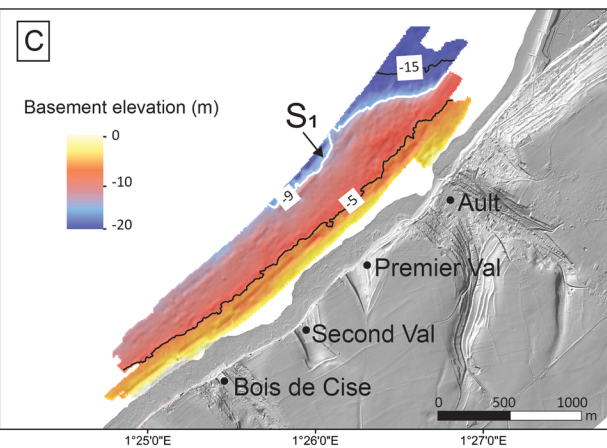 C
Basement elevation (m)
0
-10
-20
-15
S₁
-9
-5
Ault
Premier Val
Second Val
Bois de Cise
0 500 1000
m
1°25'0"E 1°26'0"E 1°27'0"E